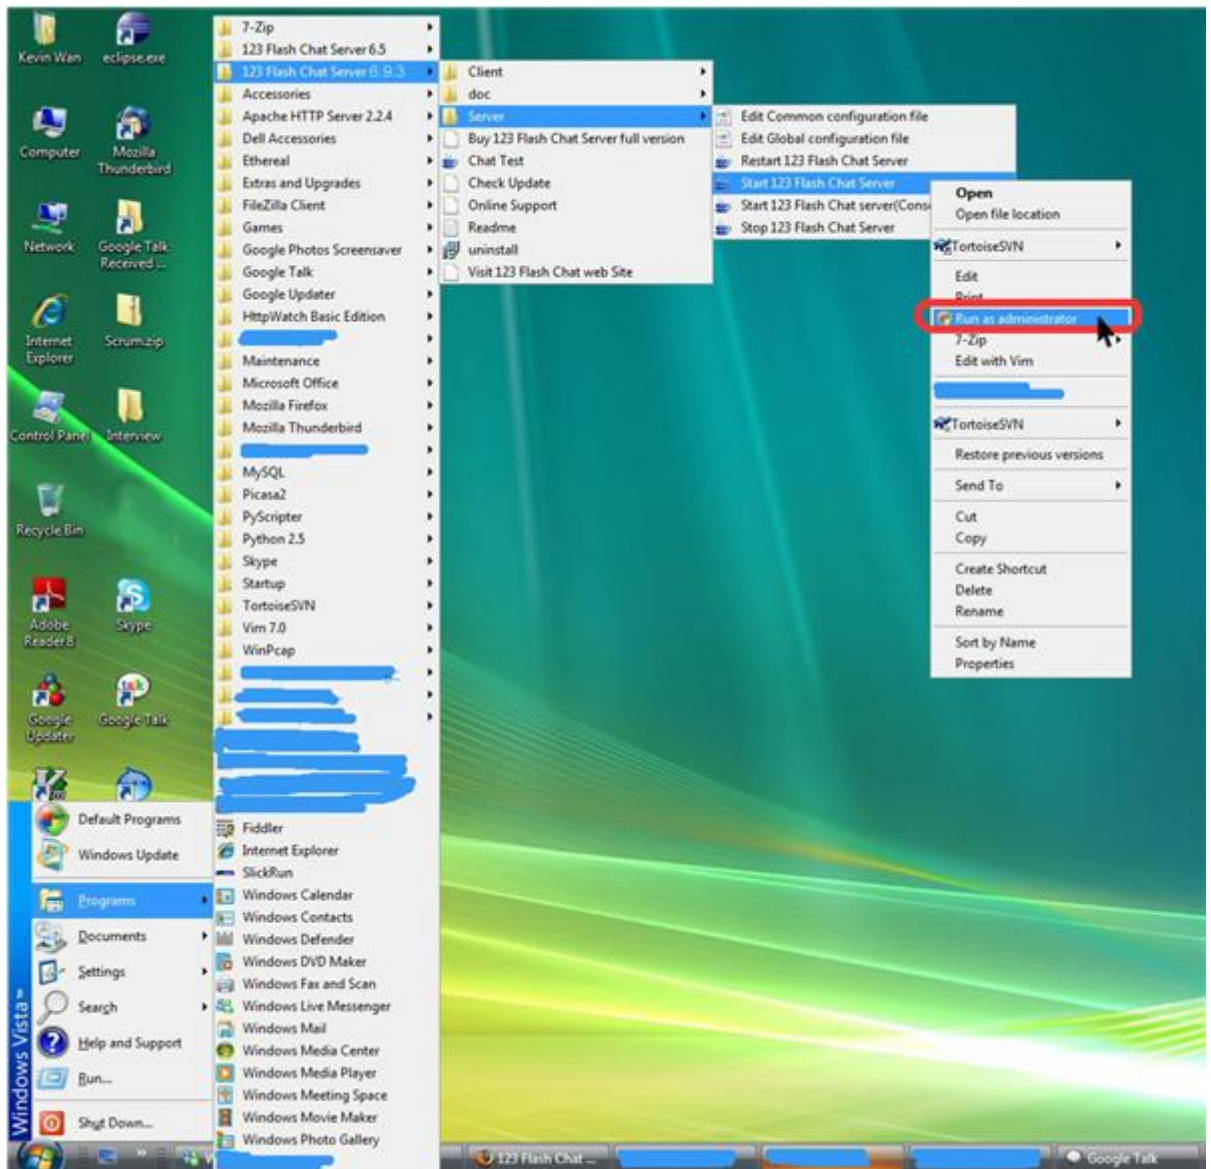 Kevin Wan
eclipse.exe
Computer
Mozilla
Thunderbird
Network
Google Talk
Received ...
Internet
Explorer
Scrum.zip
Control Panel
Interview
Recycle Bin
Adobe
Reader 8
Skype
Google
Updater
Google Talk
7-Zip
123 Flash Chat Server 6.5
123 Flash Chat Server 6.9.3
Accessories
Apache HTTP Server 2.2.4
Dell Accessories
Ethereal
Extras and Upgrades
FileZilla Client
Games
Google Photos Screensaver
Google Talk
Google Updater
HttpWatch Basic Edition
Maintenance
Microsoft Office
Mozilla Firefox
Mozilla Thunderbird
MySQL
Picasa2
PyScripter
Python 2.5
Skype
Startup
TortoiseSVN
Vim 7.0
WinPcap
Fiddler
Internet Explorer
SlickRun
Windows Calendar
Windows Contacts
Windows Defender
Windows DVD Maker
Windows Fax and Scan
Windows Live Messenger
Windows Mail
Windows Media Center
Windows Media Player
Windows Meeting Space
Windows Movie Maker
Windows Photo Gallery
Client
doc
Server
Buy 123 Flash Chat Server full version
Chat Test
Check Update
Online Support
Readme
uninstall
Visit 123 Flash Chat web Site
Edit Common configuration file
Edit Global configuration file
Restart 123 Flash Chat Server
Start 123 Flash Chat Server
Start 123 Flash Chat server(Cons
Stop 123 Flash Chat Server
Open
Open file location
TortoiseSVN
Edit
Print
Run as administrator
7-Zip
Edit with Vim
TortoiseSVN
Restore previous versions
Send To
Cut
Copy
Create Shortcut
Delete
Rename
Sort by Name
Properties
Default Programs
Windows Update
Programs
Documents
Settings
Search
Help and Support
Run...
Shut Down...
Windows Vista™
123 Flash Chat ...
Google Talk